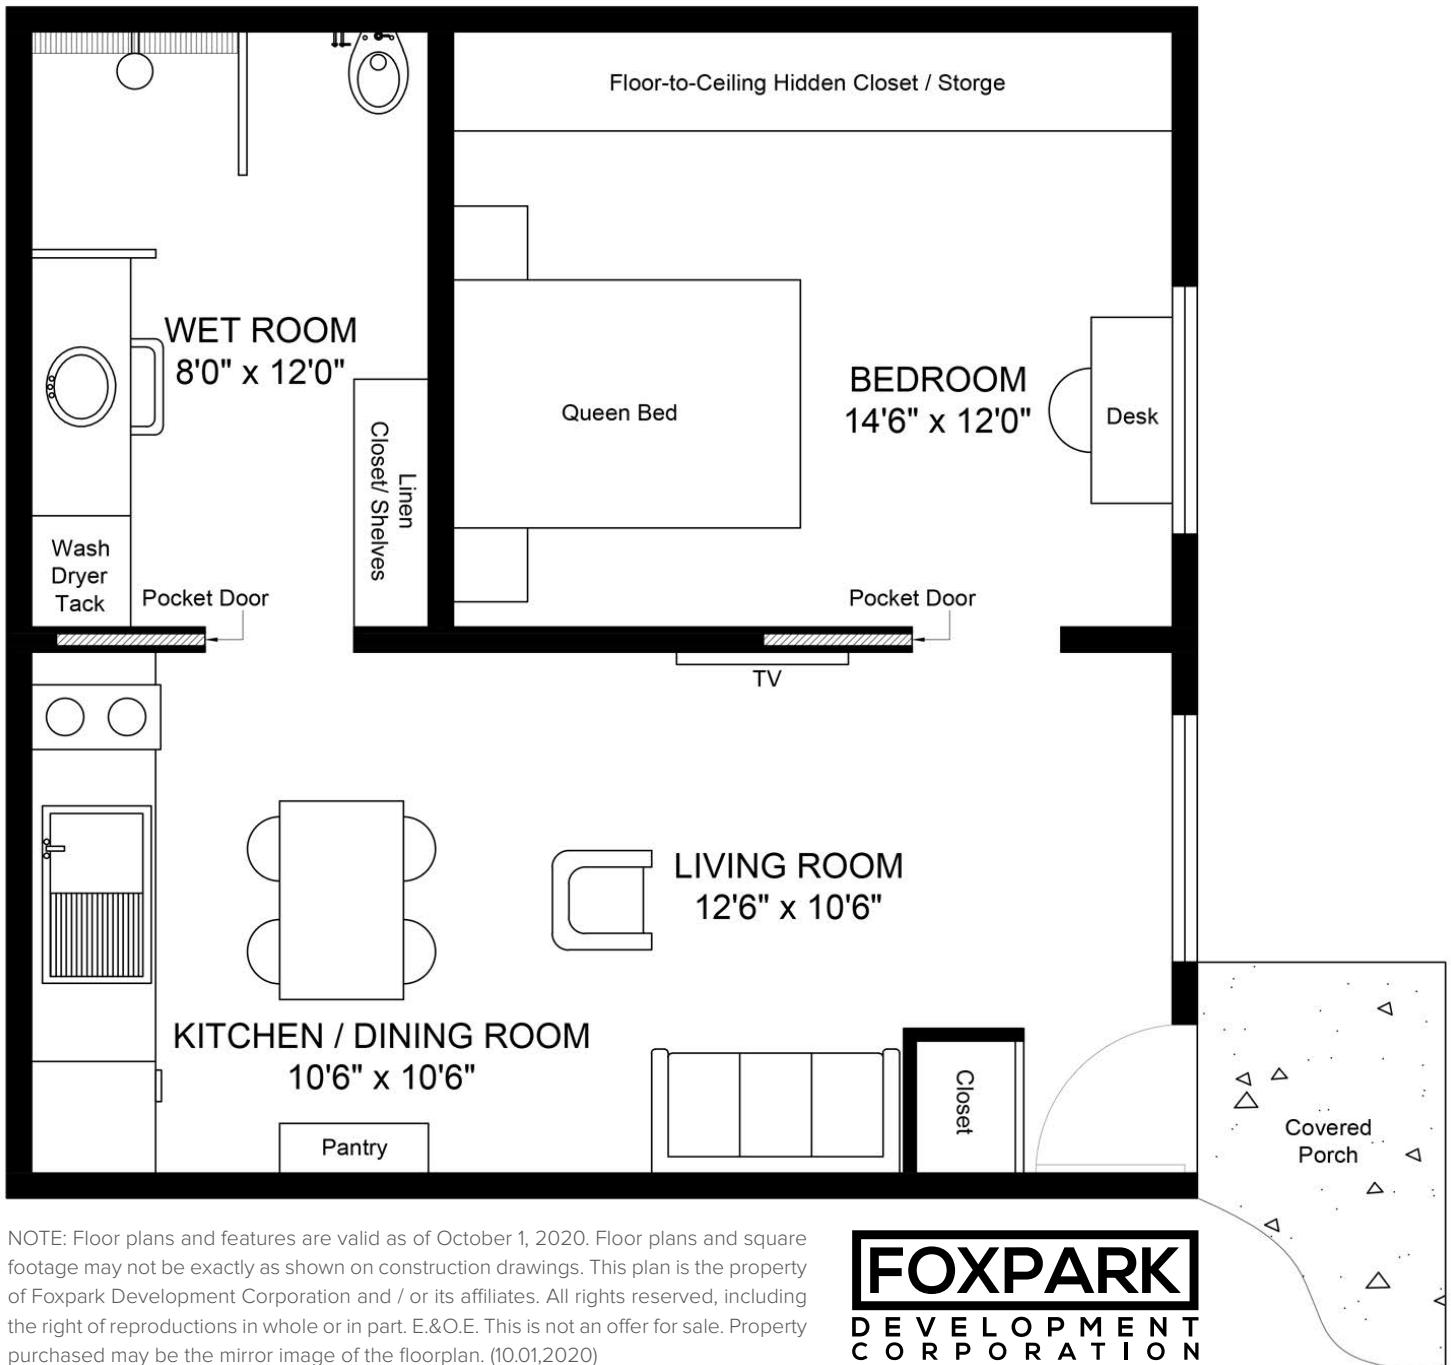 Floor-to-Ceiling Hidden Closet / Storge
WET ROOM
8'0" x 12'0"
BEDROOM
14'6" x 12'0"
Queen Bed
Desk
Linen
Closet/ Shelves
Wash
Dryer
Tack
Pocket Door
Pocket Door
TV
LIVING ROOM
12'6" x 10'6"
KITCHEN / DINING ROOM
10'6" x 10'6"
Pantry
Closet
Covered
Porch
NOTE: Floor plans and features are valid as of October 1, 2020. Floor plans and square
footage may not be exactly as shown on construction drawings. This plan is the property
of Foxpark Development Corporation and / or its affiliates. All rights reserved, including
the right of reproductions in whole or in part. E.&O.E. This is not an offer for sale. Property
purchased may be the mirror image of the floorplan. (10.01,2020)
FOXPARK
DEVELOPMENT
CORPORATION